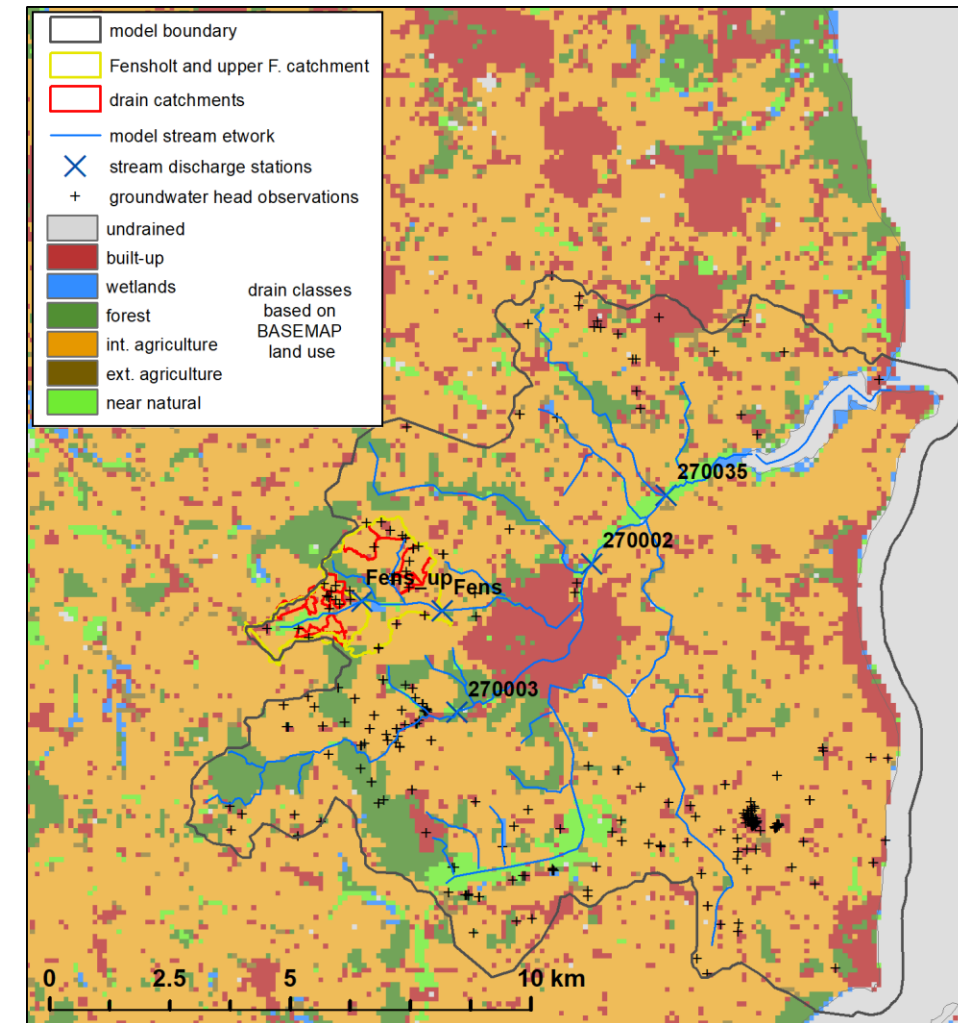 model boundary
Fensholt and upper F. catchment
drain catchments
model stream etwork
stream discharge stations
groundwater head observations
undrained
built-up
wetlands
forest
int. agriculture
ext. agriculture
near natural
drain classes
based on
BASEMAP
land use
270035
270002
Fens_up
Fens
270003
0 2.5 5 10 km